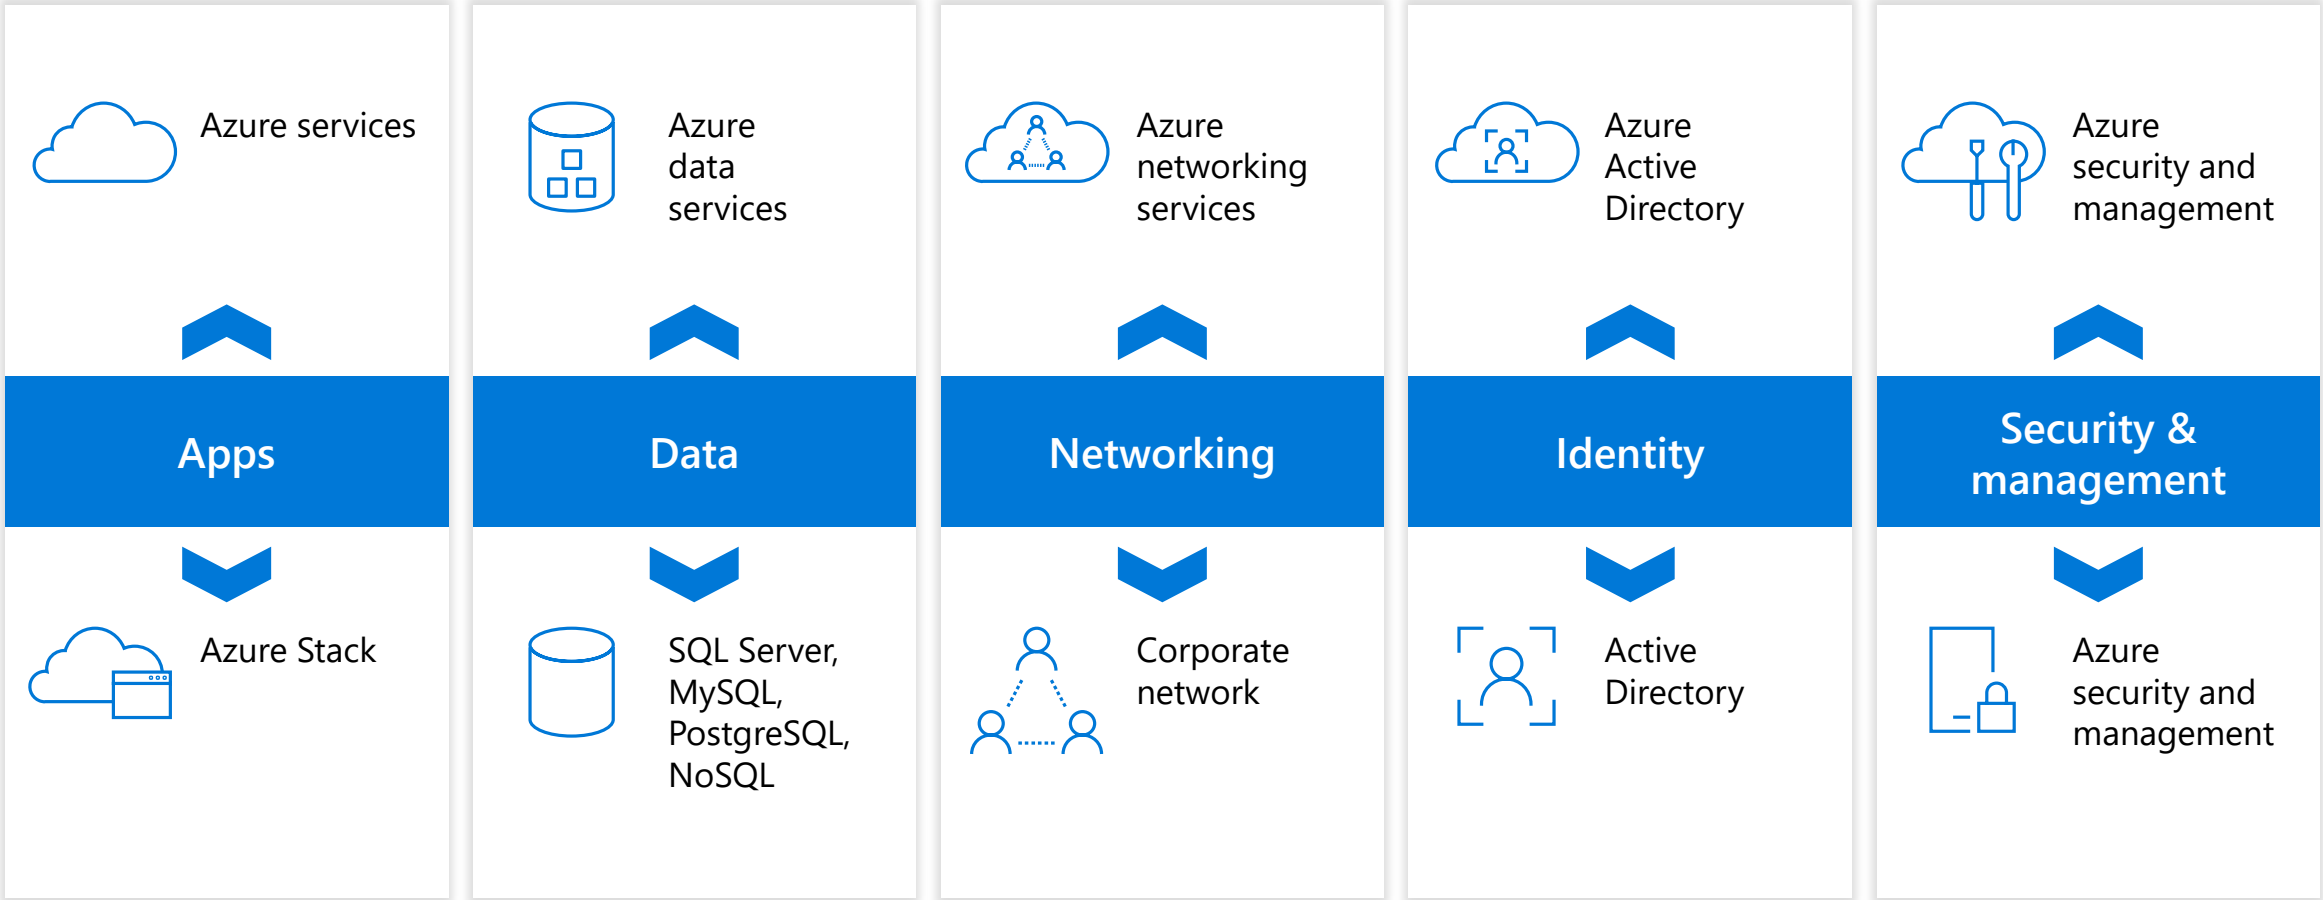 Azure services
Apps
Azure Stack
Azure
data
services
Data
SQL Server,
MySQL,
PostgreSQL,
NoSQL
Azure
networking
services
Networking
Corporate
network
Azure
Active
Directory
Identity
Active
Directory
Azure
security and
management
Security &
management
Azure
security and
management